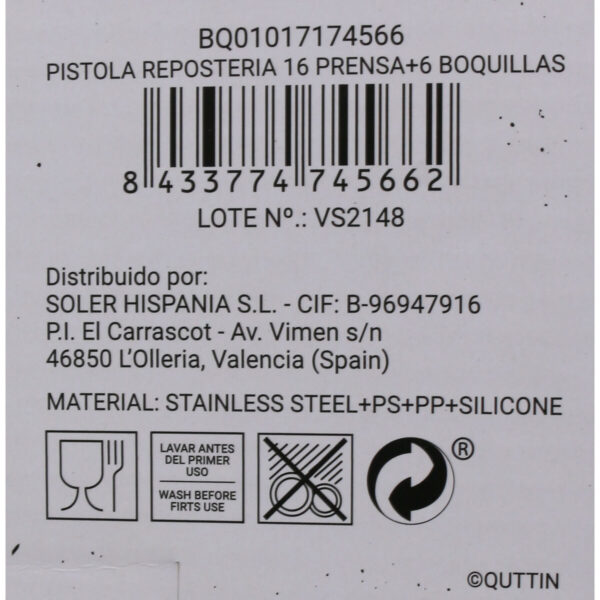 BQ01017174566
PISTOLA REPOSTERIA 16 PRENSA+6 BOQUILLAS
8 433774 745662
LOTE Nº.: VS2148
Distribuido por:
SOLER HISPANIA S.L. - CIF: B-96947916
P.I. El Carrascot - Av. Vimen s/n
46850 L'Olleria, Valencia (Spain)
MATERIAL: STAINLESS STEEL+PS+PP+SILICONE
LAVAR ANTES
DEL PRIMER
USO
WASH BEFORE
FIRTS USE
®
©QUTTIN